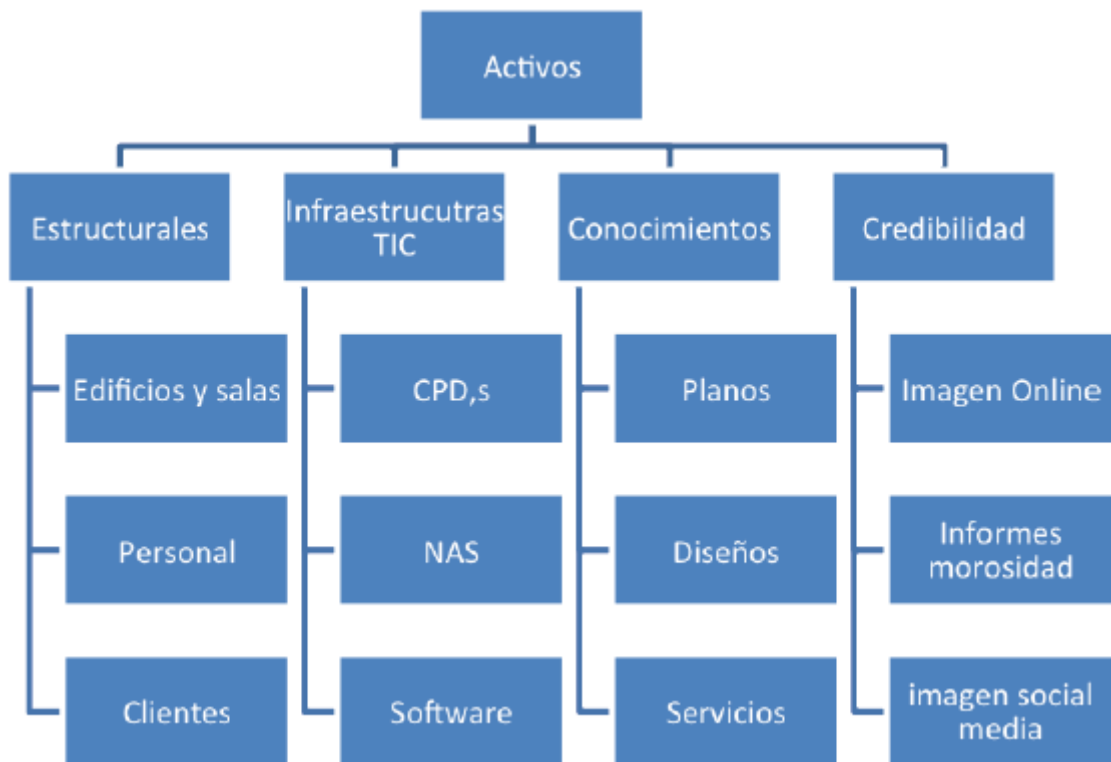 Activos
Estructurales
Infraestrucutras
TIC
Conocimientos
Credibilidad
Edificios y salas
CPD,s
Planos
Imagen Online
Personal
NAS
Diseños
Informes
morosidad
Clientes
Software
Servicios
imagen social
media